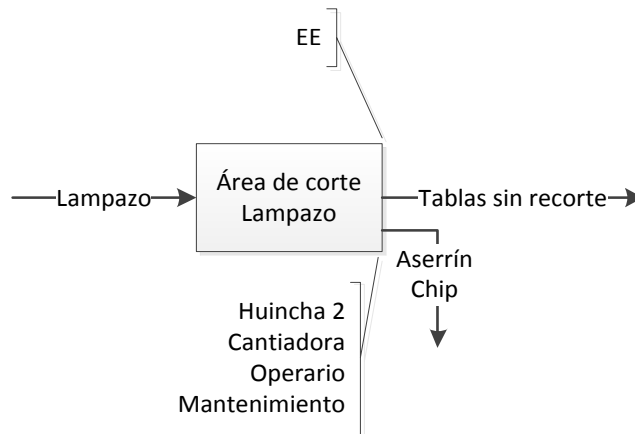 EE
Lampazo
Área de corte
Lampazo
Tablas sin recorte
Aserrín
Chip
Huincha 2
Cantiadora
Operario
Mantenimiento